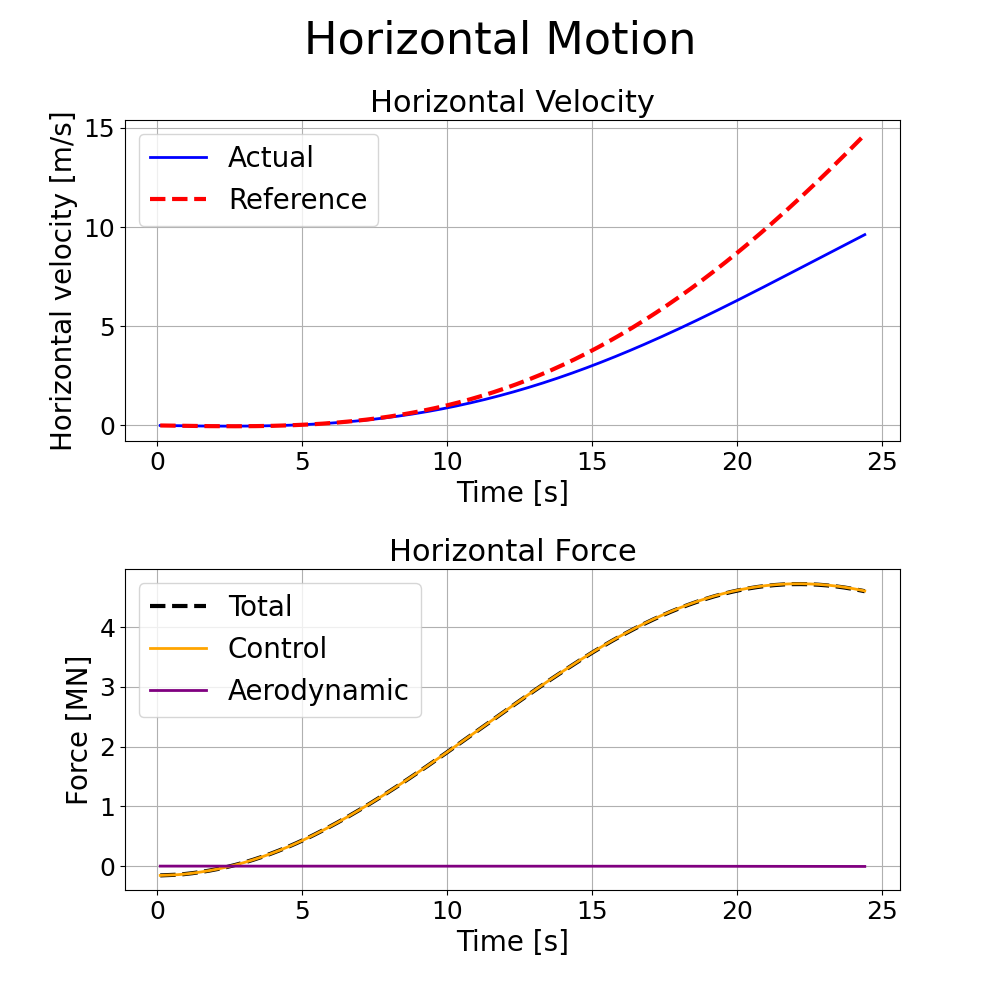 Horizontal Motion
Horizontal Velocity
Horizontal velocity [m/s]
15
10
5
0
Actual
Reference
0 5 10 15 20 25
Time [s]
Horizontal Force
Force [MN]
4
3
2
1
0
Total
Control
Aerodynamic
0 5 10 15 20 25
Time [s]